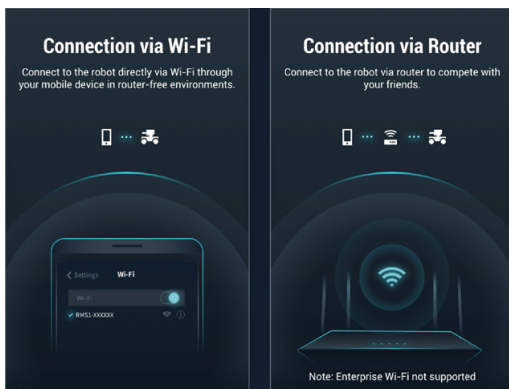 Connection via Wi-Fi
Connect to the robot directly via Wi-Fi through
your mobile device in router-free environments.
Settings
Wi-Fi
Wi-Fi
RMS1-XXXXXX
Connection via Router
Connect to the robot via router to compete with
your friends.
Note: Enterprise Wi-Fi not supported